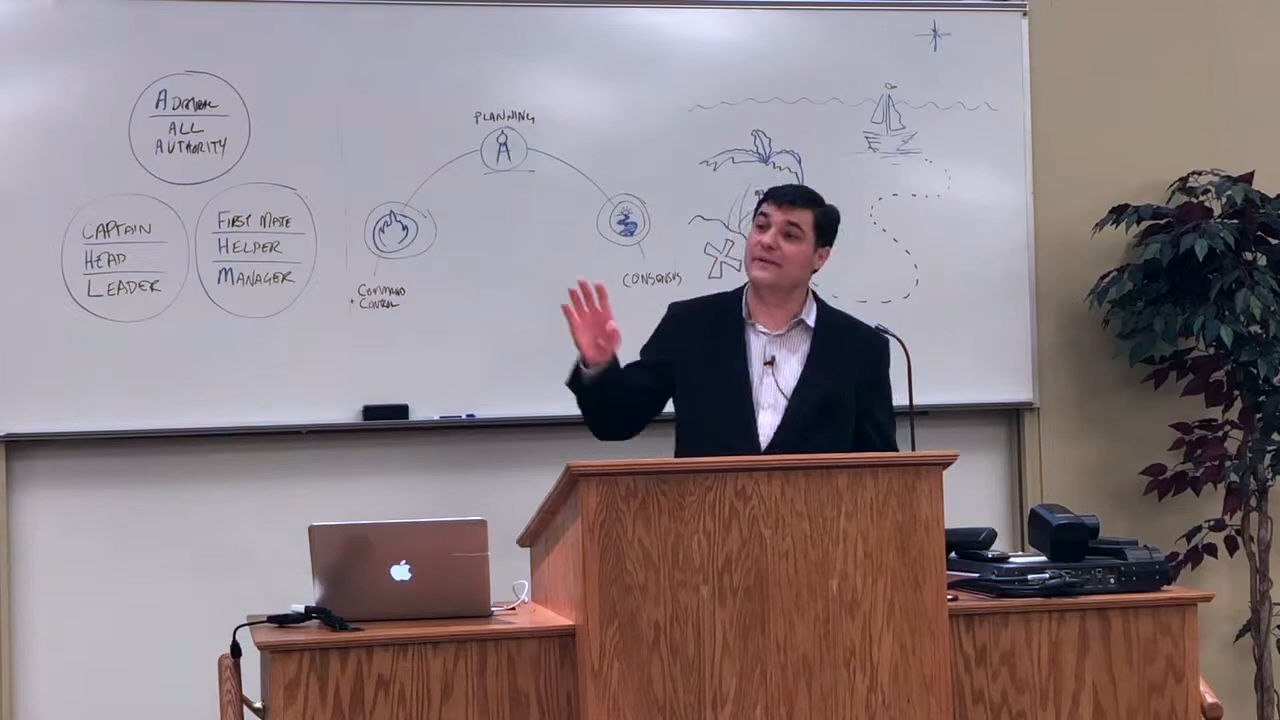 ADMIRAL
ALL
AUTHORITY
CAPTAIN
HEAD
LEADER
FIRST MATE
HELPER
MANAGER
PLANNING
COMMAND
+ CONTROL
CONSENSUS